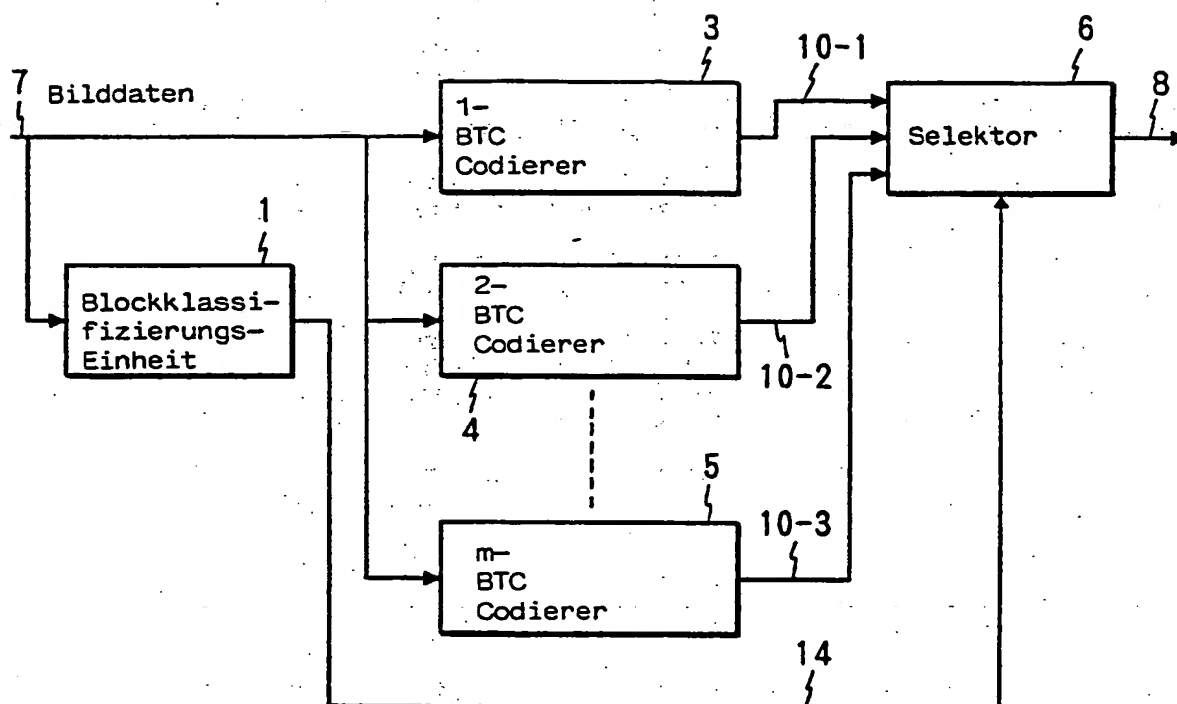 3
10-1
6
7
Bilddaten
8
1-
BTC
Codierer
Selektor
1
Blockklassi-
fizierungs-
Einheit
2-
BTC
Codierer
10-2
4
5
10-3
m-
BTC
Codierer
14